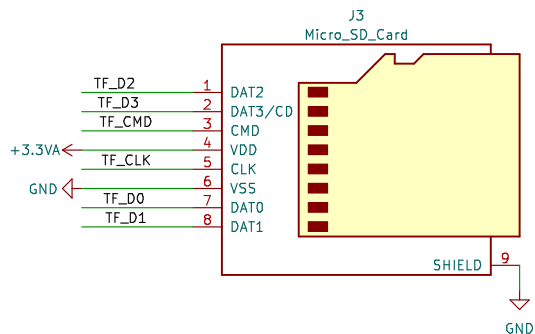 J3
Micro_SD_Card
TF_D2 1 DAT2
TF_D3 2 DAT3/CD
TF_CMD 3 CMD
+3.3VA 4 VDD
TF_CLK 5 CLK
GND 6 VSS
TF_D0 7 DAT0
TF_D1 8 DAT1
SHIELD 9
GND